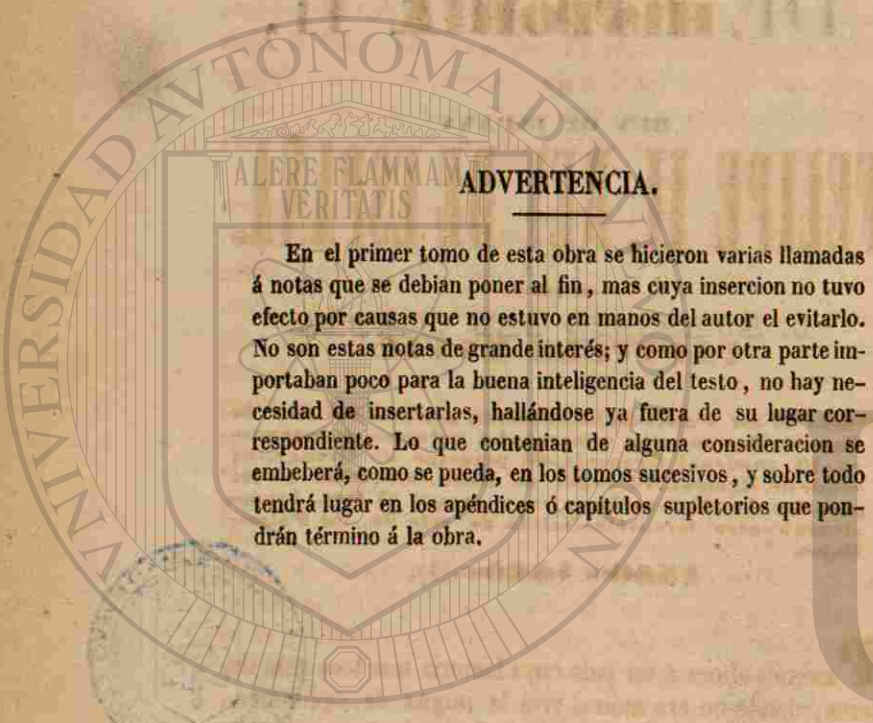 UNIVERSIDAD AUTONOMA DE NUEVO LEON
ALERE FLAMMAM
VERITATIS
ADVERTENCIA.
En el primer tomo de esta obra se hicieron varias llamadas
á notas que se debian poner al fin, mas cuya insercion no tuvo
efecto por causas que no estuvo en manos del autor el evitarlo.
No son estas notas de grande interés; y como por otra parte im-
portaban poco para la buena inteligencia del testo, no hay ne-
cesidad de insertarlas, hallándose ya fuera de su lugar cor-
respondiente. Lo que contenian de alguna consideracion se
embeberá, como se pueda, en los tomos sucesivos, y sobre todo
tendrá lugar en los apéndices ó capítulos supletorios que pon-
drán término á la obra.